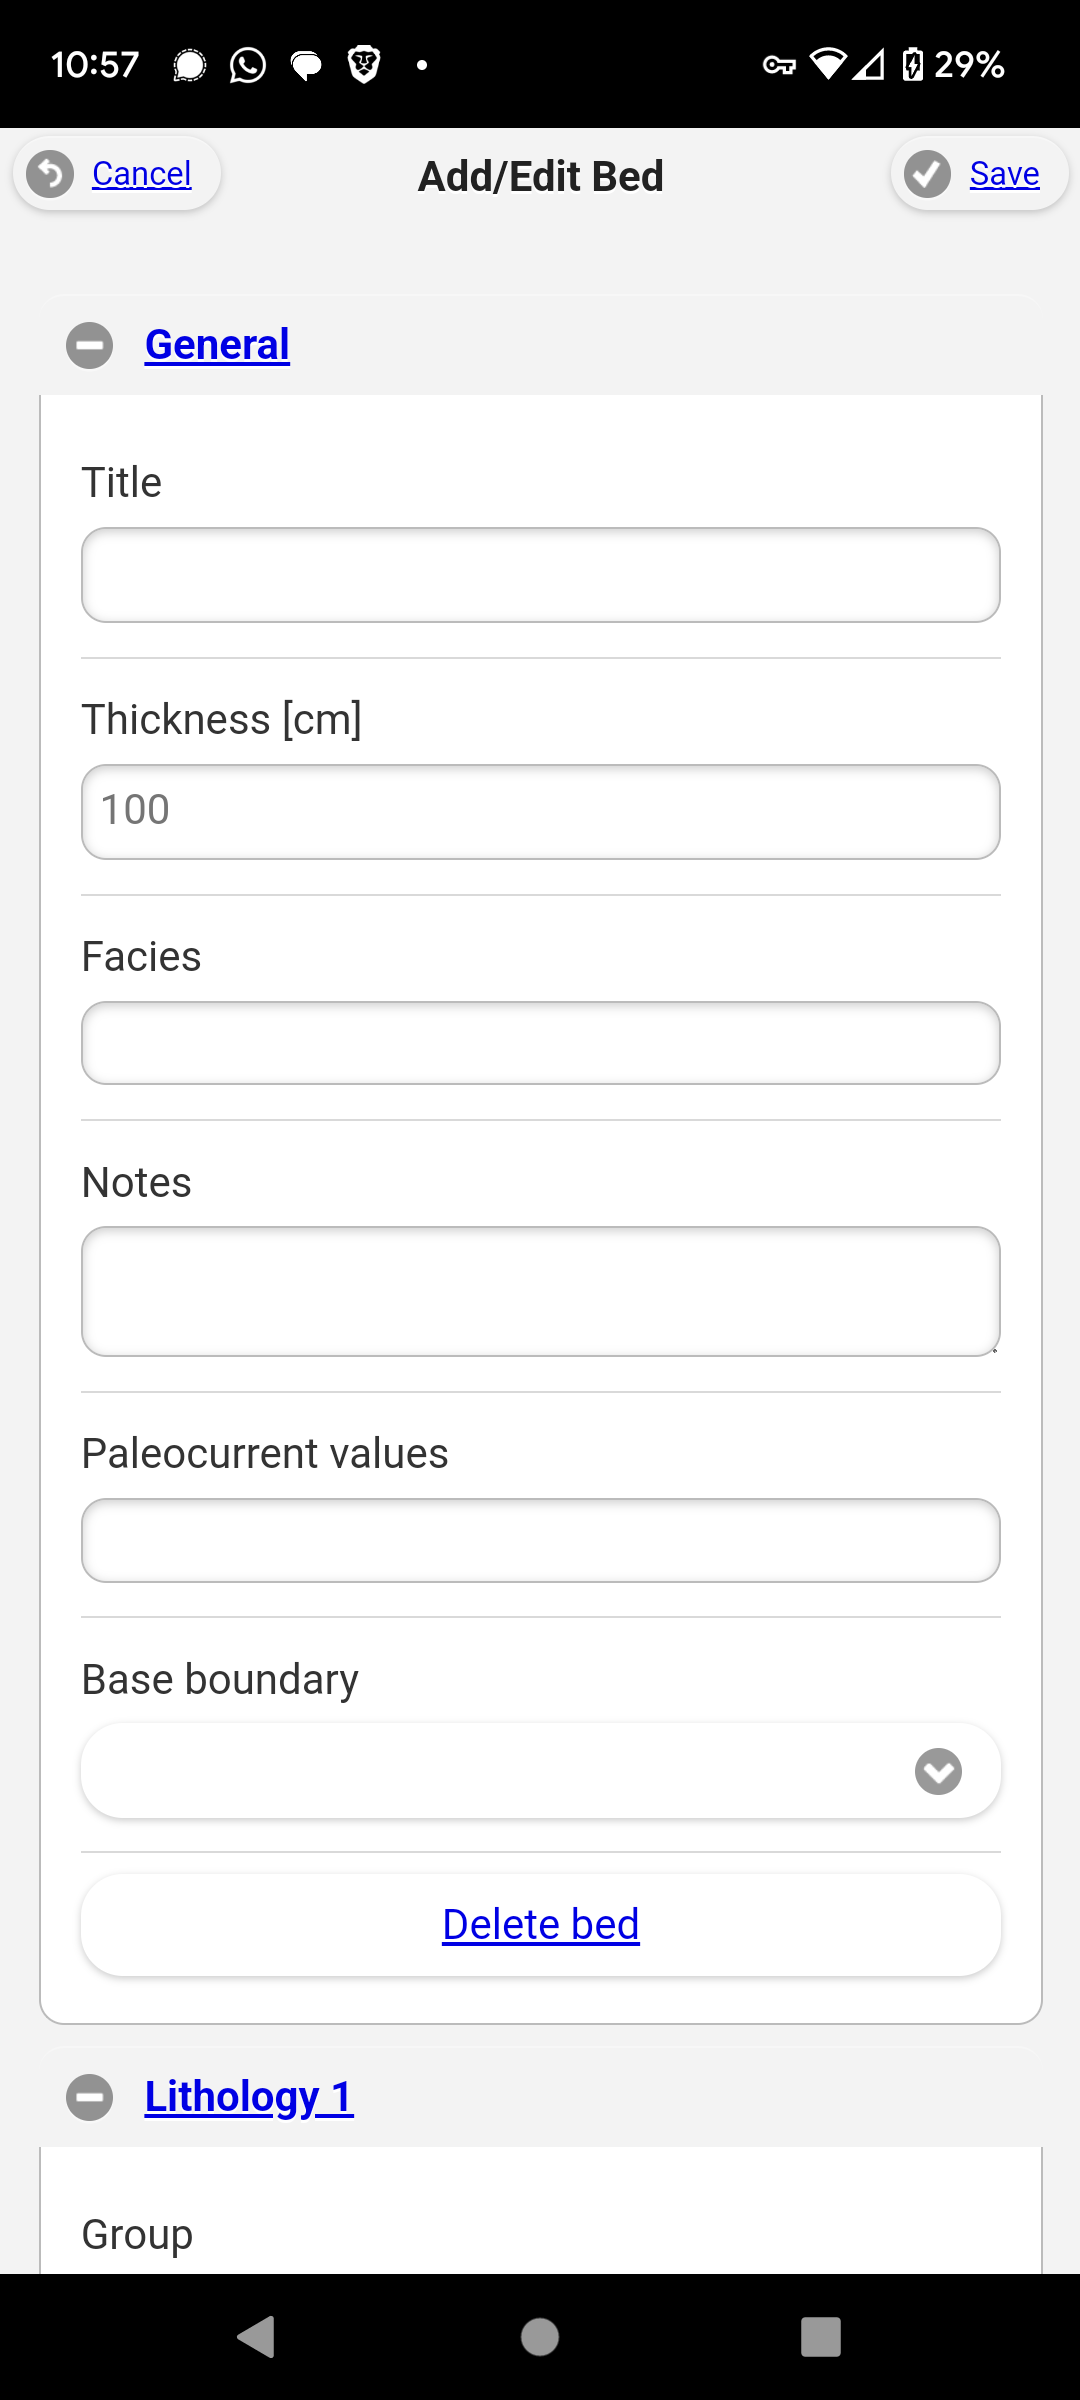 10:57
29%
Cancel
Add/Edit Bed
Save
General
Title
Thickness [cm]
100
Facies
Notes
Paleocurrent values
Base boundary
Delete bed
Lithology 1
Group